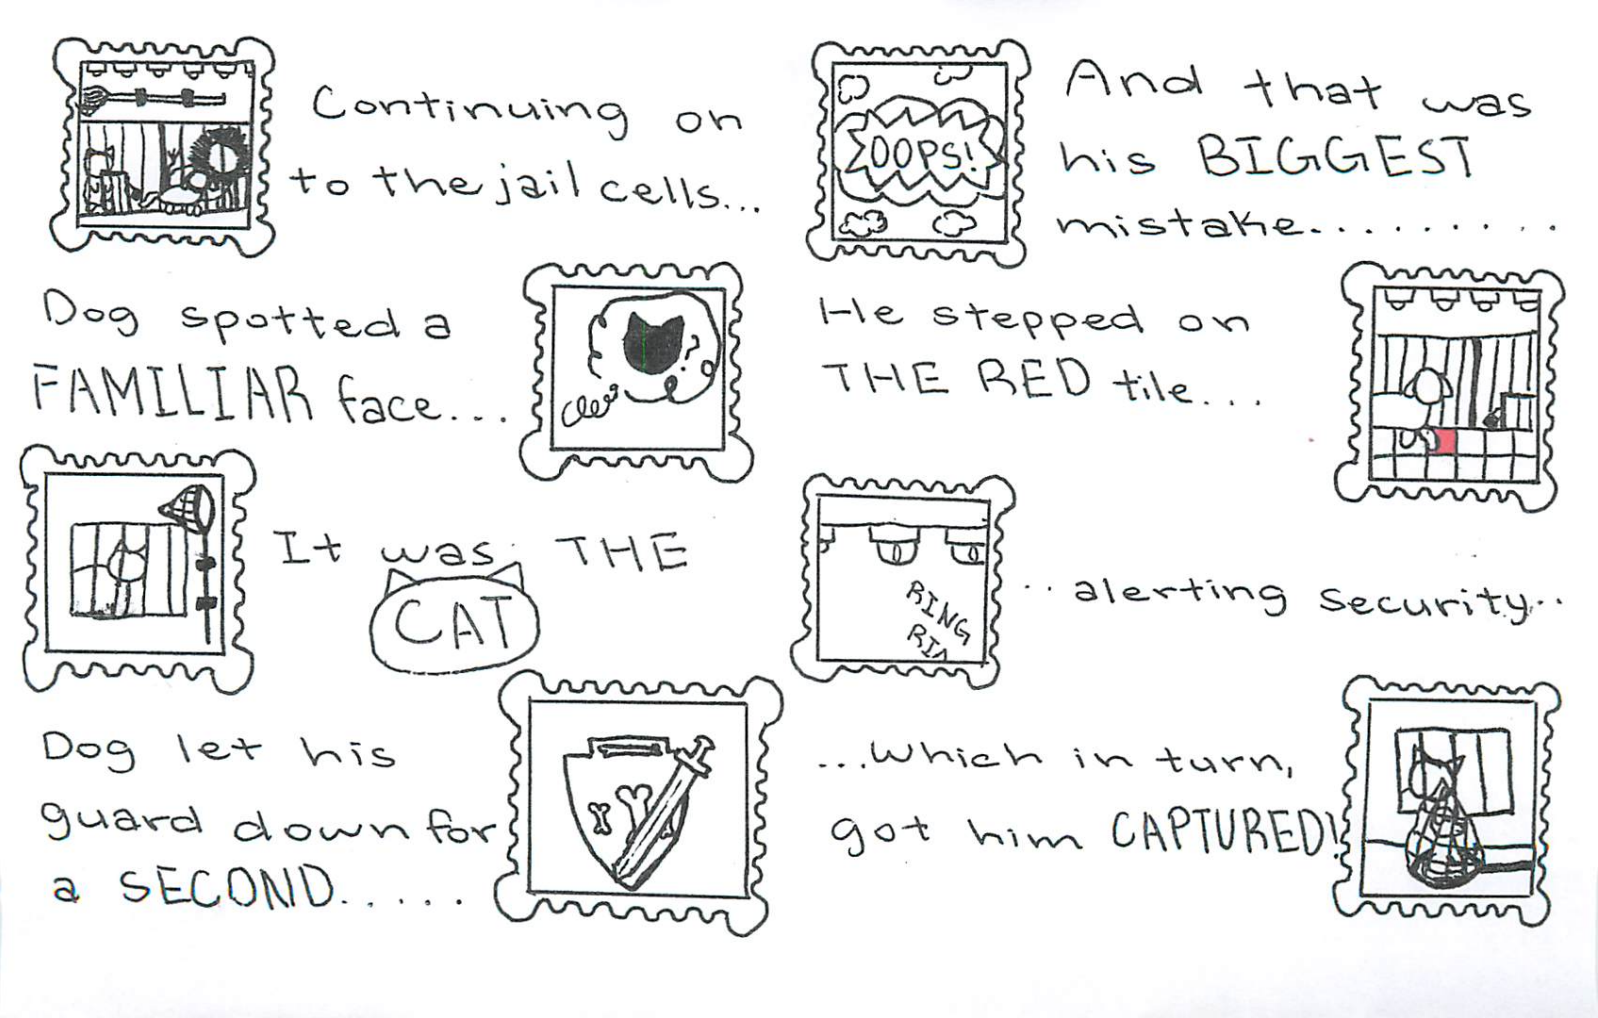 Continuing on
to the jail cells...
Dog spotted a
FAMILIAR face...
?
It was THE
CAT
Dog let his
guard down for
a SECOND.....
OOPS!
And that was
his BIGGEST
mistake..........
He stepped on
THE RED tile...
RING
..alerting security..
...which in turn,
got him CAPTURED!!